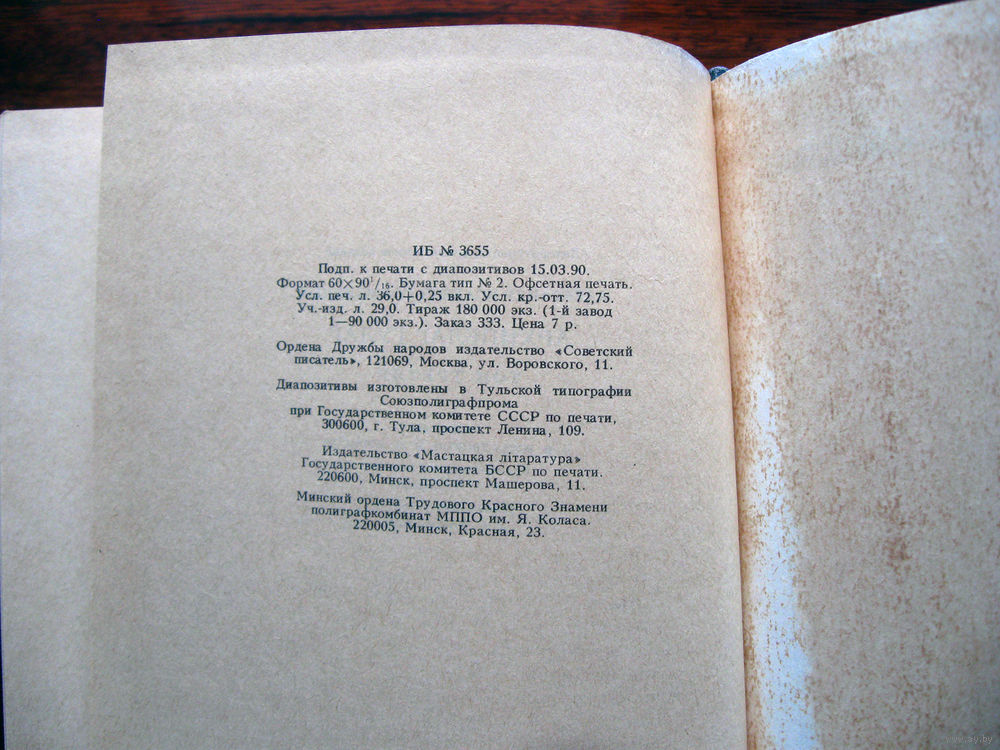 ИБ № 3655
Подп. к печати с диапозитивов 15.03.90.
Формат 60×90¹/₁₆. Бумага тип № 2. Офсетная печать.
Усл. печ. л. 36,0+0,25 вкл. Усл. кр.-отт. 72,75.
Уч.-изд. л. 29,0. Тираж 180 000 экз. (1-й завод
1—90 000 экз.). Заказ 333. Цена 7 р.
Ордена Дружбы народов издательство «Советский
писатель», 121069, Москва, ул. Воровского, 11.
Диапозитивы изготовлены в Тульской типографии
Союзполиграфпрома
при Государственном комитете СССР по печати,
300600, г. Тула, проспект Ленина, 109.
Издательство «Мастацкая літаратура»
Государственного комитета БССР по печати.
220600, Минск, проспект Машерова, 11.
Минский ордена Трудового Красного Знамени
полиграфкомбинат МППО им. Я. Коласа.
220005, Минск, Красная, 23.
www.ay.by